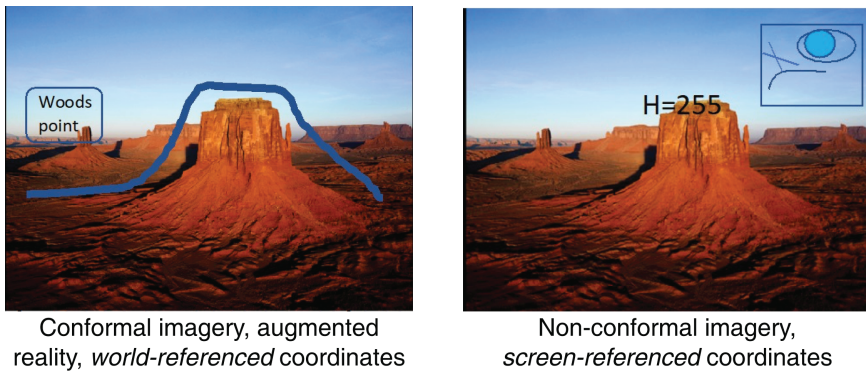 Woods
point
H=255
Conformal imagery, augmented
reality, world-referenced coordinates
Non-conformal imagery,
screen-referenced coordinates